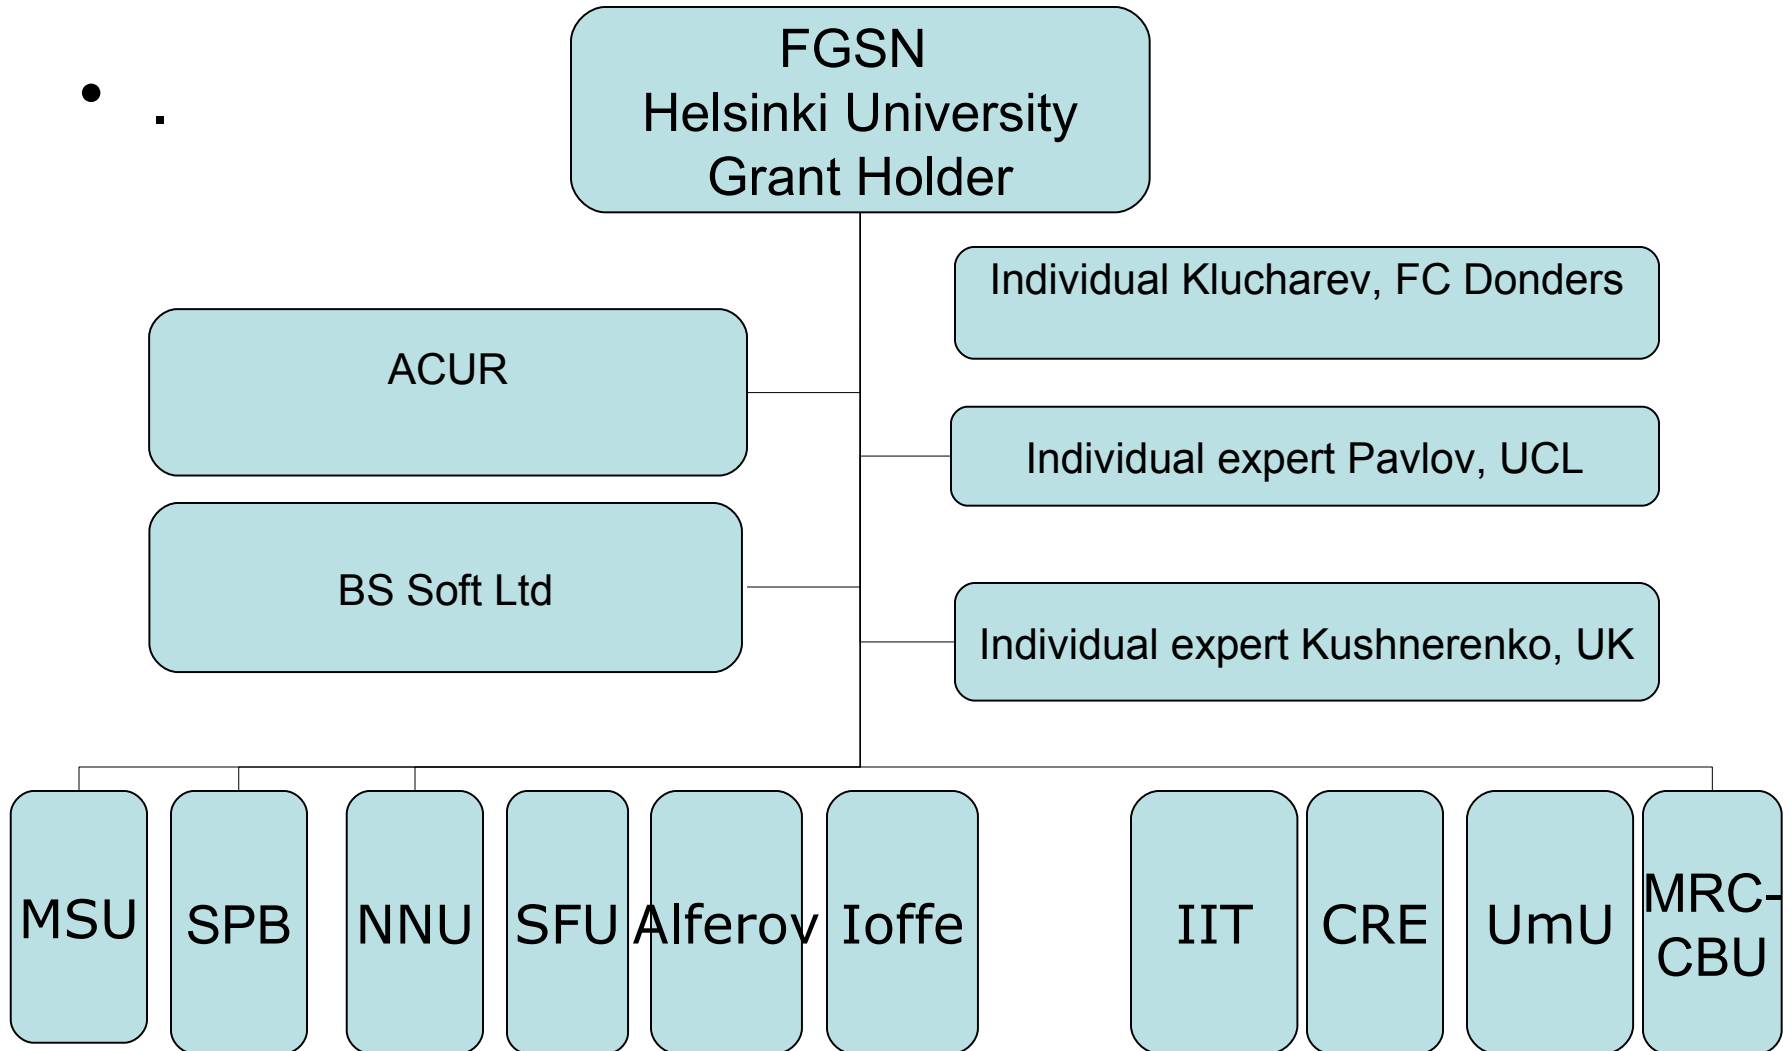 FGSN
Helsinki University
Grant Holder
Individual Klucharev, FC Donders
ACUR
Individual expert Pavlov, UCL
BS Soft Ltd
Individual expert Kushnerenko, UK
MSU
SPB
NNU
SFU
Alferov
Ioffe
IIT
CRE
UmU
MRC-
CBU